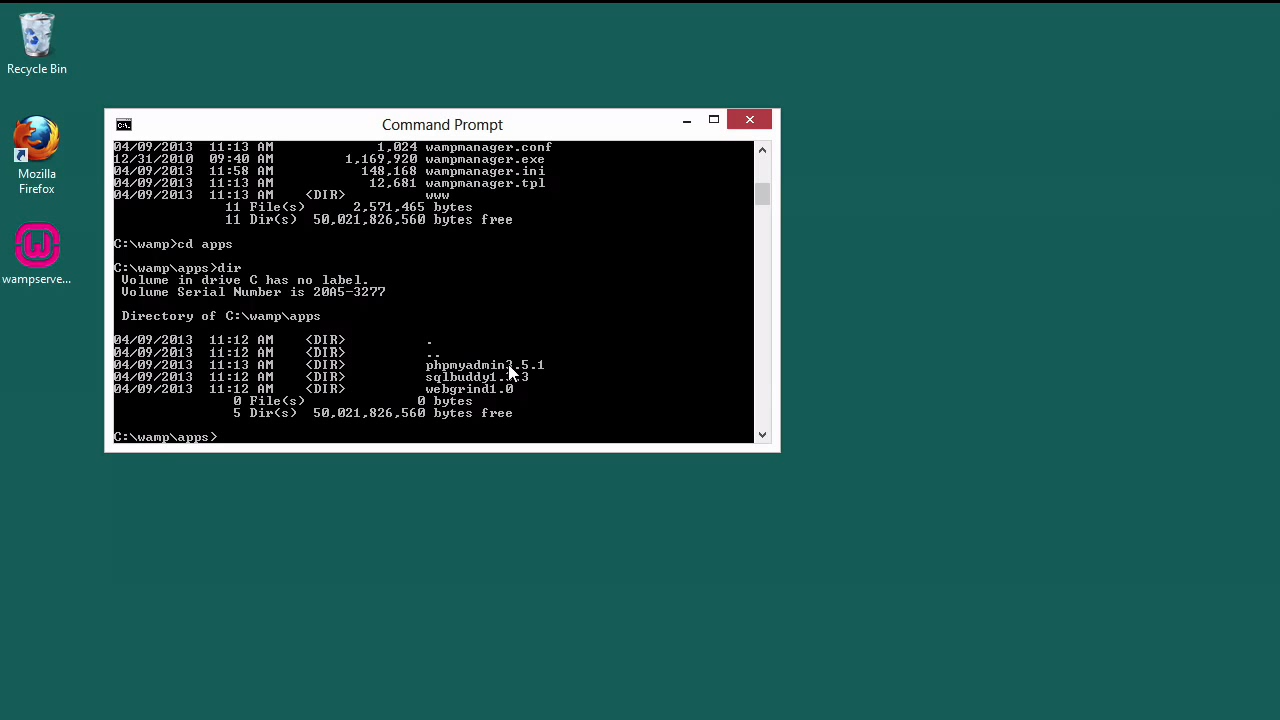 Recycle Bin
Mozilla
Firefox
wampserve...
Command Prompt
04/09/2013  11:13 AM             1,024 wampmanager.conf
12/31/2010  09:40 AM         1,169,920 wampmanager.exe
04/09/2013  11:58 AM           148,168 wampmanager.ini
04/09/2013  11:13 AM            12,681 wampmanager.tpl
04/09/2013  11:13 AM    <DIR>          www
11 File(s)      2,571,465 bytes
11 Dir(s)  50,021,826,560 bytes free
C:\wamp>cd apps
C:\wamp\apps>dir
Volume in drive C has no label.
Volume Serial Number is 20A5-3277
Directory of C:\wamp\apps
04/09/2013  11:12 AM    <DIR>          .
04/09/2013  11:12 AM    <DIR>          ..
04/09/2013  11:13 AM    <DIR>          phpmyadmin3.5.1
04/09/2013  11:12 AM    <DIR>
04/09/2013  11:12 AM    <DIR>          webgrind1.0
0 File(s)              0 bytes
5 Dir(s)  50,021,826,560 bytes free
C:\wamp\apps>